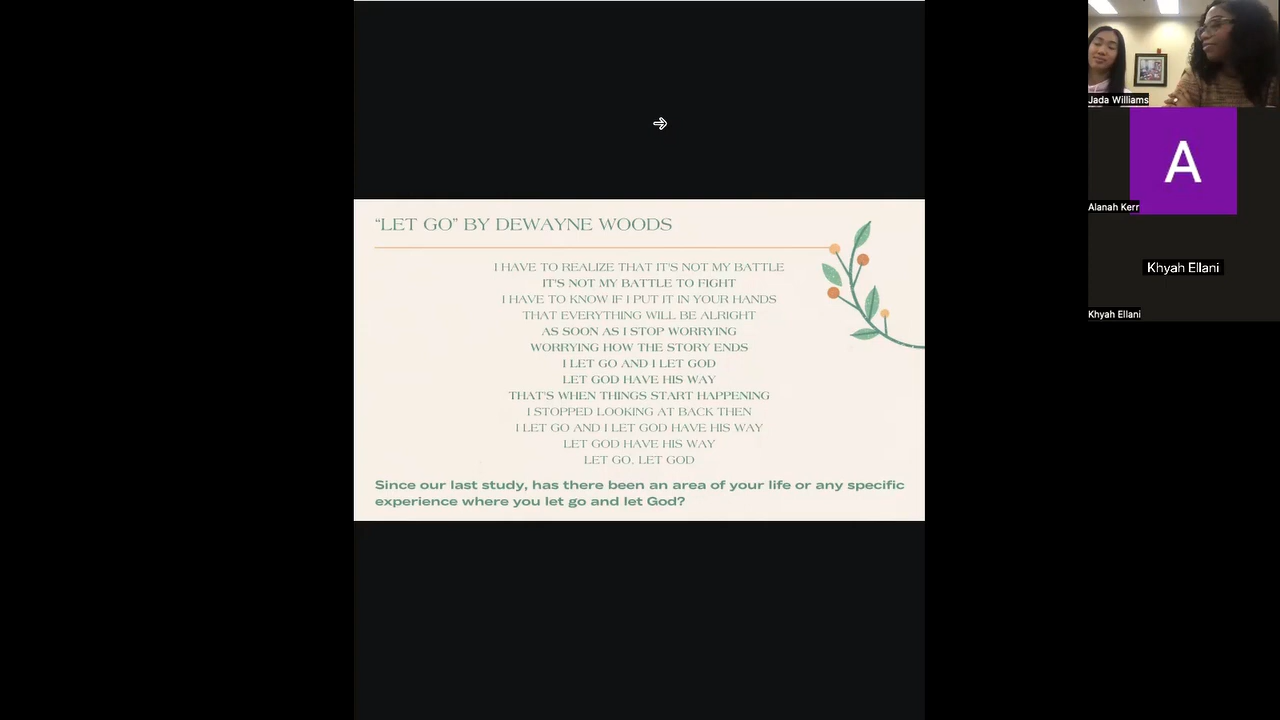 “LET GO” BY DEWAYNE WOODS
I HAVE TO REALIZE THAT IT'S NOT MY BATTLE
IT'S NOT MY BATTLE TO FIGHT
I HAVE TO KNOW IF I PUT IT IN YOUR HANDS
THAT EVERYTHING WILL BE ALRIGHT
AS SOON AS I STOP WORRYING
WORRYING HOW THE STORY ENDS
I LET GO AND I LET GOD
LET GOD HAVE HIS WAY
THAT'S WHEN THINGS START HAPPENING
I STOPPED LOOKING AT BACK THEN
I LET GO AND I LET GOD HAVE HIS WAY
LET GOD HAVE HIS WAY
LET GO, LET GOD
Since our last study, has there been an area of your life or any specific
experience where you let go and let God?
Jada Williams
A
Alanah Kerr
Khyah Ellani
Khyah Ellani